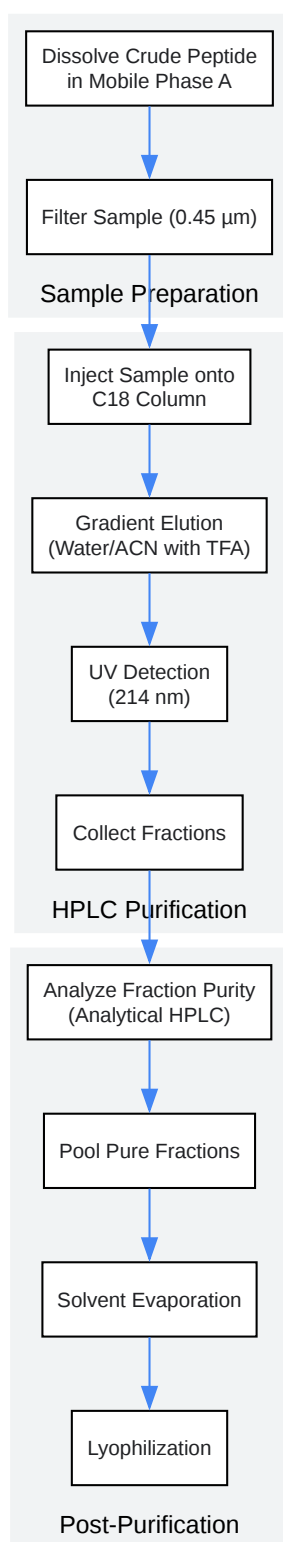 Dissolve Crude Peptide
in Mobile Phase A
Filter Sample (0.45 µm)
Sample Preparation
Inject Sample onto
C18 Column
Gradient Elution
(Water/ACN with TFA)
UV Detection
(214 nm)
Collect Fractions
HPLC Purification
Analyze Fraction Purity
(Analytical HPLC)
Pool Pure Fractions
Solvent Evaporation
Lyophilization
Post-Purification